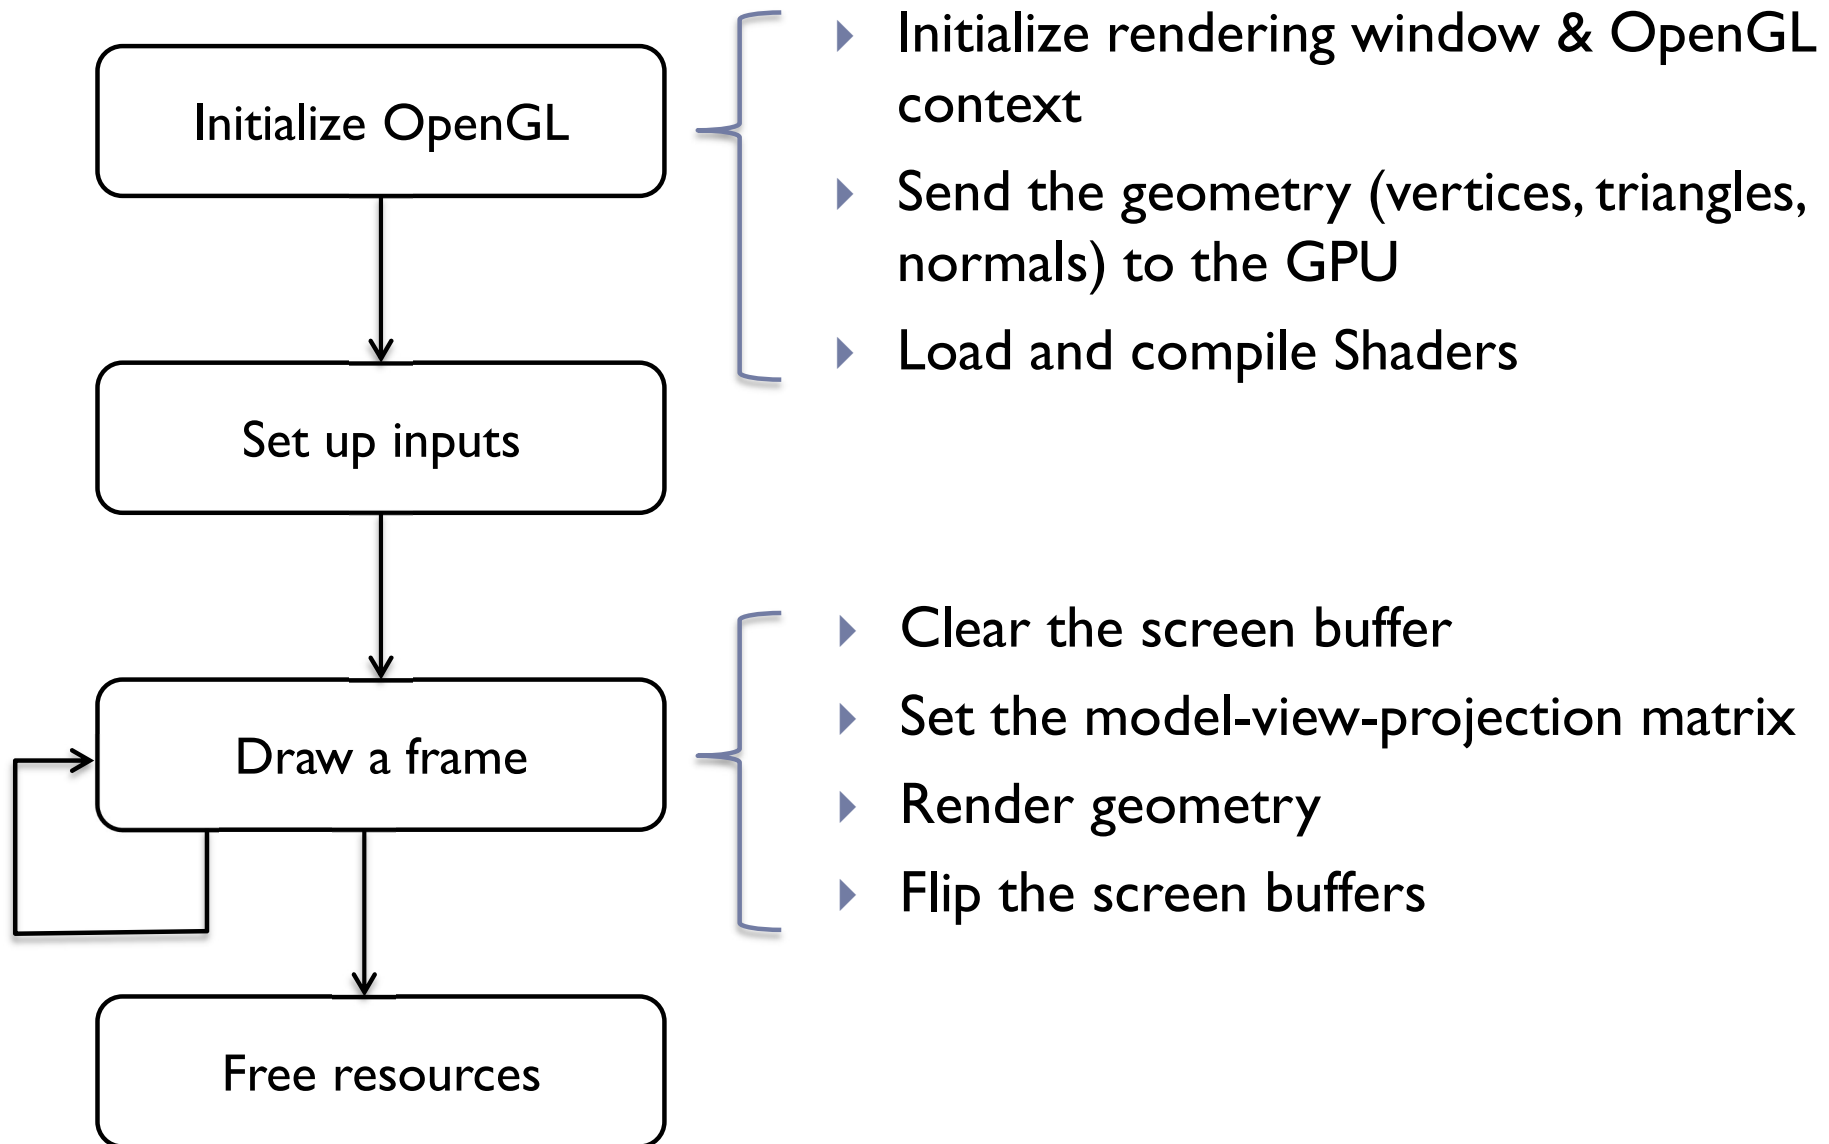 Initialize OpenGL
Initialize rendering window & OpenGL
context
Send the geometry (vertices, triangles,
normals) to the GPU
Load and compile Shaders
Set up inputs
Draw a frame
Clear the screen buffer
Set the model-view-projection matrix
Render geometry
Flip the screen buffers
Free resources